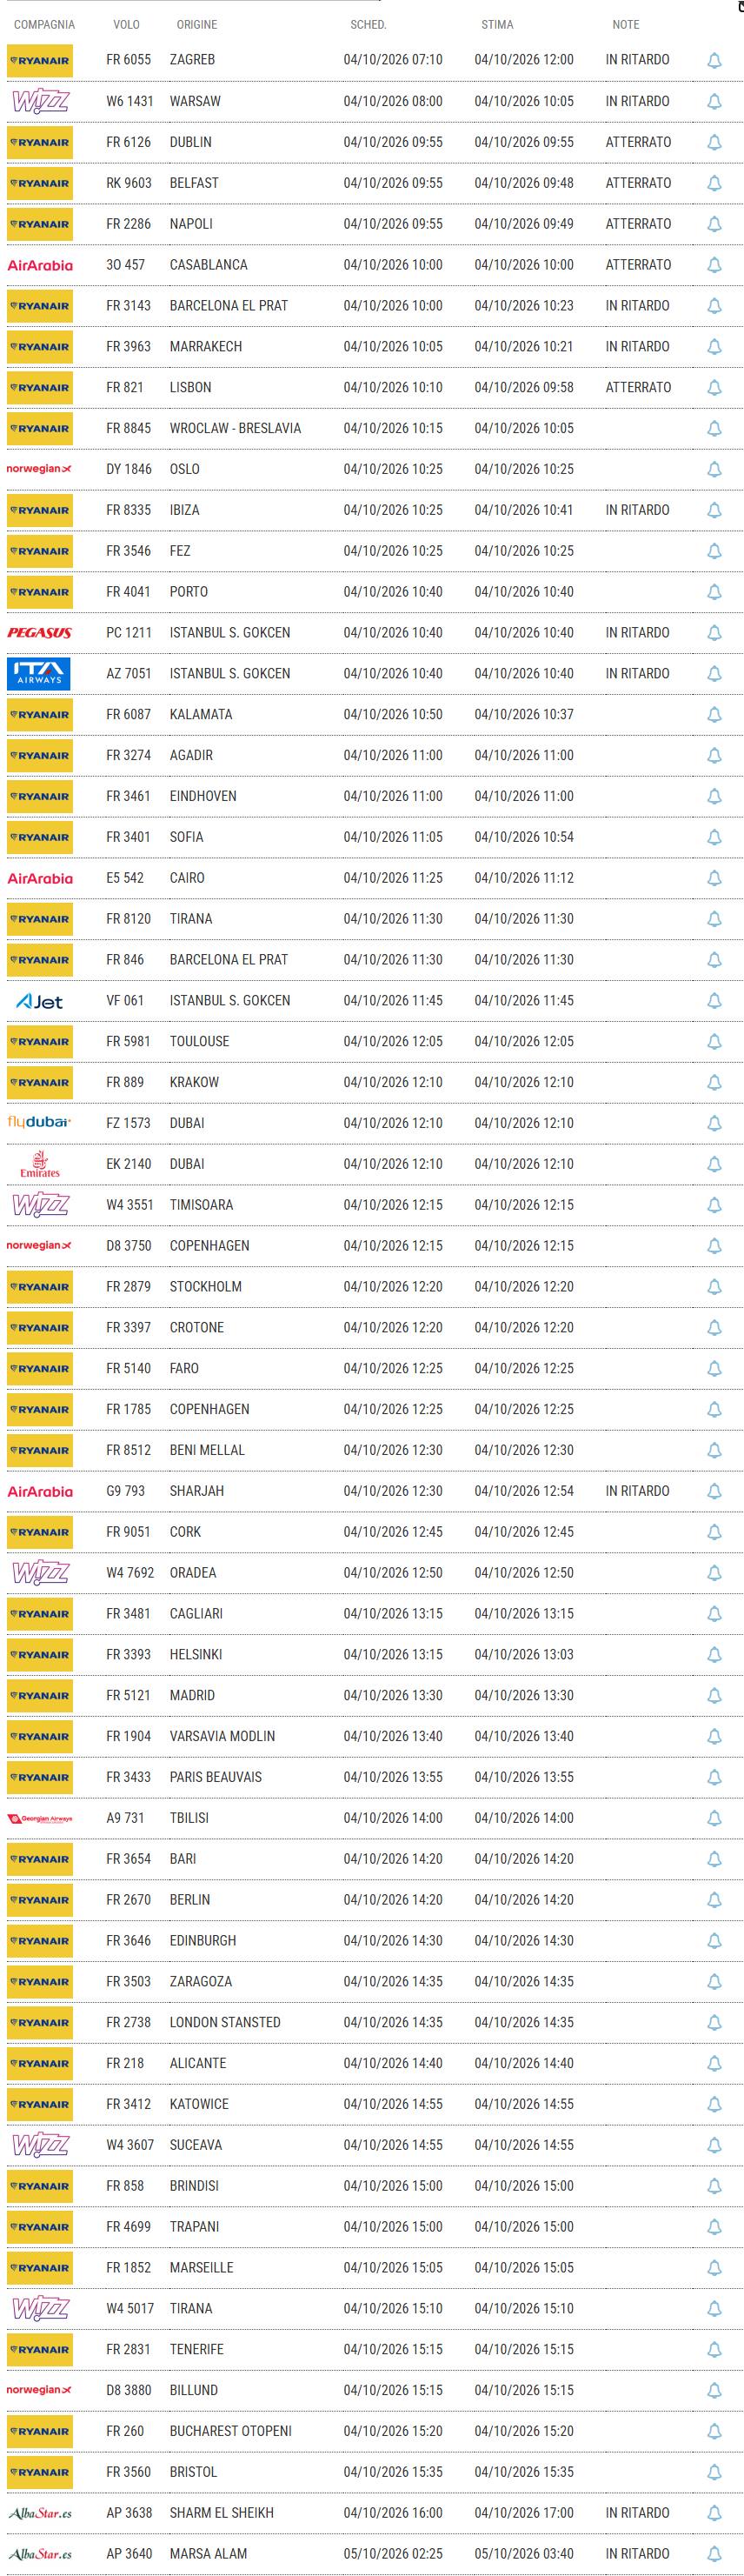 COMPAGNIA VOLO ORIGINE SCHED. STIMA NOTE
RYANAIR FR 6055 ZAGREB 04/10/2026 07:10 04/10/2026 12:00 IN RITARDO
WIZZ W6 1431 WARSAW 04/10/2026 08:00 04/10/2026 10:05 IN RITARDO
RYANAIR FR 6126 DUBLIN 04/10/2026 09:55 04/10/2026 09:55 ATTERRATO
RYANAIR RK 9603 BELFAST 04/10/2026 09:55 04/10/2026 09:48 ATTERRATO
RYANAIR FR 2286 NAPOLI 04/10/2026 09:55 04/10/2026 09:49 ATTERRATO
AirArabia 3O 457 CASABLANCA 04/10/2026 10:00 04/10/2026 10:00 ATTERRATO
RYANAIR FR 3143 BARCELONA EL PRAT 04/10/2026 10:00 04/10/2026 10:23 IN RITARDO
RYANAIR FR 3963 MARRAKECH 04/10/2026 10:05 04/10/2026 10:21 IN RITARDO
RYANAIR FR 821 LISBON 04/10/2026 10:10 04/10/2026 09:58 ATTERRATO
RYANAIR FR 8845 WROCLAW - BRESLAVIA 04/10/2026 10:15 04/10/2026 10:05
norwegian DY 1846 OSLO 04/10/2026 10:25 04/10/2026 10:25
RYANAIR FR 8335 IBIZA 04/10/2026 10:25 04/10/2026 10:41 IN RITARDO
RYANAIR FR 3546 FEZ 04/10/2026 10:25 04/10/2026 10:25
RYANAIR FR 4041 PORTO 04/10/2026 10:40 04/10/2026 10:40
PEGASUS PC 1211 ISTANBUL S. GOKCEN 04/10/2026 10:40 04/10/2026 10:40 IN RITARDO
ITA AIRWAYS AZ 7051 ISTANBUL S. GOKCEN 04/10/2026 10:40 04/10/2026 10:40 IN RITARDO
RYANAIR FR 6087 KALAMATA 04/10/2026 10:50 04/10/2026 10:37
RYANAIR FR 3274 AGADIR 04/10/2026 11:00 04/10/2026 11:00
RYANAIR FR 3461 EINDHOVEN 04/10/2026 11:00 04/10/2026 11:00
RYANAIR FR 3401 SOFIA 04/10/2026 11:05 04/10/2026 10:54
AirArabia E5 542 CAIRO 04/10/2026 11:25 04/10/2026 11:12
RYANAIR FR 8120 TIRANA 04/10/2026 11:30 04/10/2026 11:30
RYANAIR FR 846 BARCELONA EL PRAT 04/10/2026 11:30 04/10/2026 11:30
AJet VF 061 ISTANBUL S. GOKCEN 04/10/2026 11:45 04/10/2026 11:45
RYANAIR FR 5981 TOULOUSE 04/10/2026 12:05 04/10/2026 12:05
RYANAIR FR 889 KRAKOW 04/10/2026 12:10 04/10/2026 12:10
flydubai FZ 1573 DUBAI 04/10/2026 12:10 04/10/2026 12:10
Emirates EK 2140 DUBAI 04/10/2026 12:10 04/10/2026 12:10
WIZZ W4 3551 TIMISOARA 04/10/2026 12:15 04/10/2026 12:15
norwegian D8 3750 COPENHAGEN 04/10/2026 12:15 04/10/2026 12:15
RYANAIR FR 2879 STOCKHOLM 04/10/2026 12:20 04/10/2026 12:20
RYANAIR FR 3397 CROTONE 04/10/2026 12:20 04/10/2026 12:20
RYANAIR FR 5140 FARO 04/10/2026 12:25 04/10/2026 12:25
RYANAIR FR 1785 COPENHAGEN 04/10/2026 12:25 04/10/2026 12:25
RYANAIR FR 8512 BENI MELLAL 04/10/2026 12:30 04/10/2026 12:30
AirArabia G9 793 SHARJAH 04/10/2026 12:30 04/10/2026 12:54 IN RITARDO
RYANAIR FR 9051 CORK 04/10/2026 12:45 04/10/2026 12:45
WIZZ W4 7692 ORADEA 04/10/2026 12:50 04/10/2026 12:50
RYANAIR FR 3481 CAGLIARI 04/10/2026 13:15 04/10/2026 13:15
RYANAIR FR 3393 HELSINKI 04/10/2026 13:15 04/10/2026 13:03
RYANAIR FR 5121 MADRID 04/10/2026 13:30 04/10/2026 13:30
RYANAIR FR 1904 VARSAVIA MODLIN 04/10/2026 13:40 04/10/2026 13:40
RYANAIR FR 3433 PARIS BEAUVAIS 04/10/2026 13:55 04/10/2026 13:55
Georgian Airways A9 731 TBILISI 04/10/2026 14:00 04/10/2026 14:00
RYANAIR FR 3654 BARI 04/10/2026 14:20 04/10/2026 14:20
RYANAIR FR 2670 BERLIN 04/10/2026 14:20 04/10/2026 14:20
RYANAIR FR 3646 EDINBURGH 04/10/2026 14:30 04/10/2026 14:30
RYANAIR FR 3503 ZARAGOZA 04/10/2026 14:35 04/10/2026 14:35
RYANAIR FR 2738 LONDON STANSTED 04/10/2026 14:35 04/10/2026 14:35
RYANAIR FR 218 ALICANTE 04/10/2026 14:40 04/10/2026 14:40
RYANAIR FR 3412 KATOWICE 04/10/2026 14:55 04/10/2026 14:55
WIZZ W4 3607 SUCEAVA 04/10/2026 14:55 04/10/2026 14:55
RYANAIR FR 858 BRINDISI 04/10/2026 15:00 04/10/2026 15:00
RYANAIR FR 4699 TRAPANI 04/10/2026 15:00 04/10/2026 15:00
RYANAIR FR 1852 MARSEILLE 04/10/2026 15:05 04/10/2026 15:05
WIZZ W4 5017 TIRANA 04/10/2026 15:10 04/10/2026 15:10
RYANAIR FR 2831 TENERIFE 04/10/2026 15:15 04/10/2026 15:15
norwegian D8 3880 BILLUND 04/10/2026 15:15 04/10/2026 15:15
RYANAIR FR 260 BUCHAREST OTOPENI 04/10/2026 15:20 04/10/2026 15:20
RYANAIR FR 3560 BRISTOL 04/10/2026 15:35 04/10/2026 15:35
AlbaStar.es AP 3638 SHARM EL SHEIKH 04/10/2026 16:00 04/10/2026 17:00 IN RITARDO
AlbaStar.es AP 3640 MARSA ALAM 05/10/2026 02:25 05/10/2026 03:40 IN RITARDO